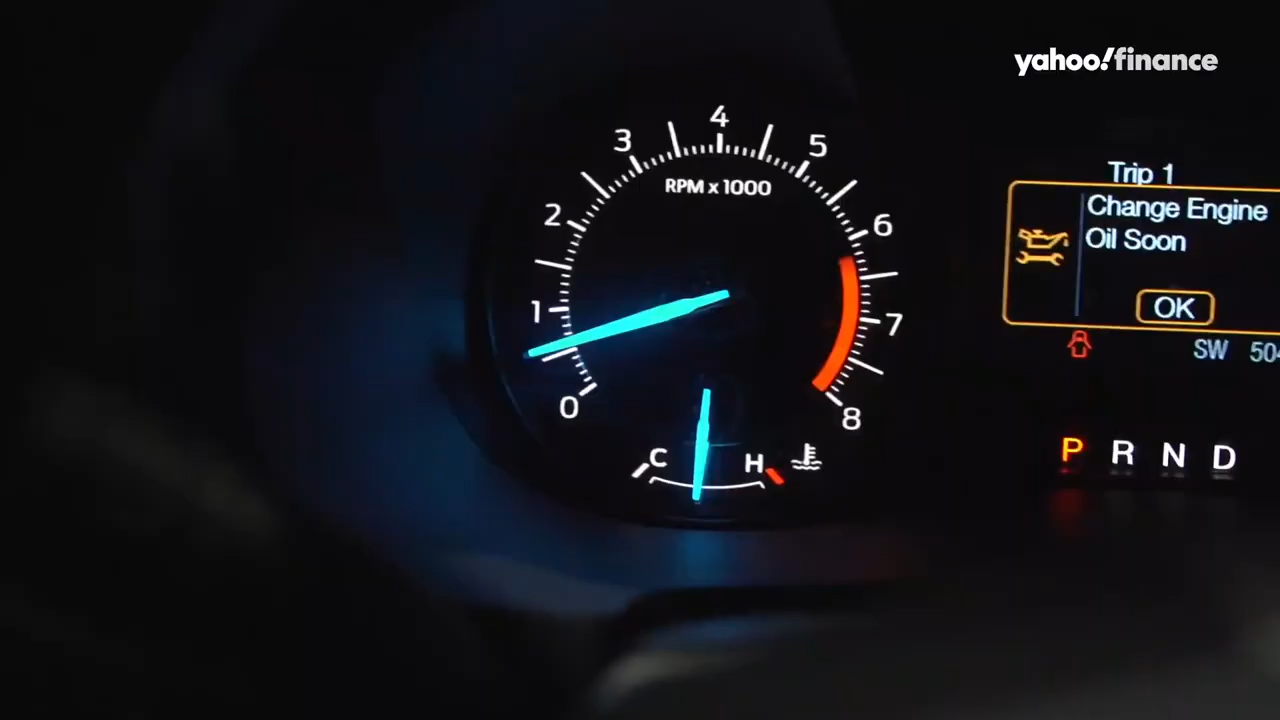 yahoo!finance
4
3
5
RPM x 1000
2
6
1
7
0
8
C
H
Trip 1
Change Engine
Oil Soon
OK
SW 504
P R N D